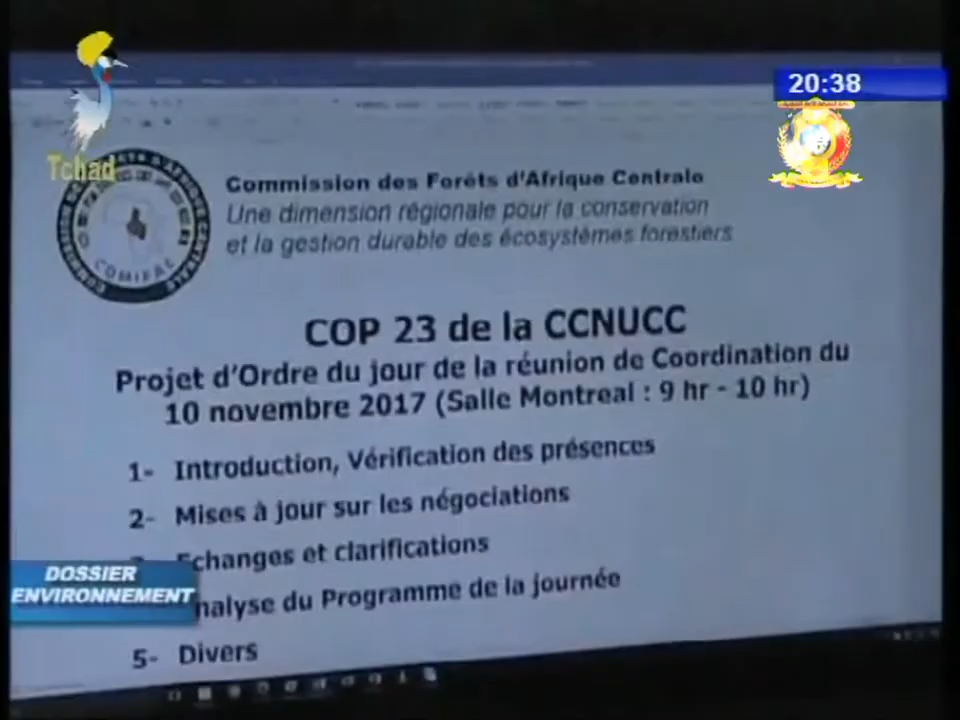 20:38
Tchad
COMIFAC
Commission des Forêts d'Afrique Centrale
Une dimension régionale pour la conservation
et la gestion durable des écosystèmes forestiers
COP 23 de la CCNUCC
Projet d'Ordre du jour de la réunion de Coordination du
10 novembre 2017 (Salle Montreal : 9 hr - 10 hr)
1- Introduction, Vérification des présences
2- Mises à jour sur les négociations
Echanges et clarifications
nalyse du Programme de la journée
5- Divers
DOSSIER
ENVIRONNEMENT